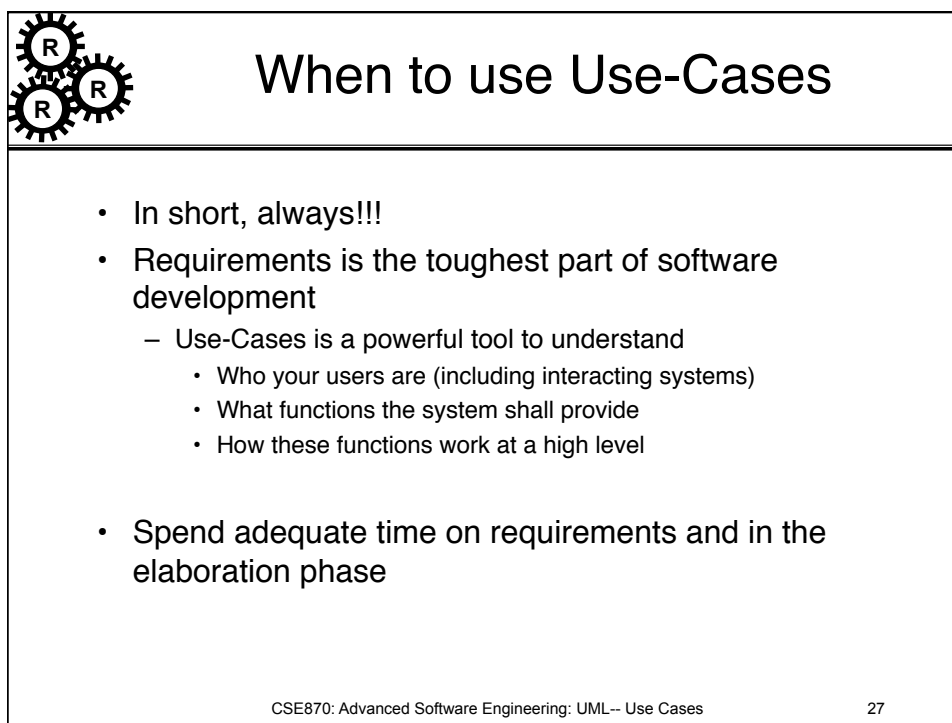 R
R
R
When to use Use-Cases
• In short, always!!!
• Requirements is the toughest part of software
development
– Use-Cases is a powerful tool to understand
• Who your users are (including interacting systems)
• What functions the system shall provide
• How these functions work at a high level
• Spend adequate time on requirements and in the
elaboration phase
CSE870: Advanced Software Engineering: UML-- Use Cases 27